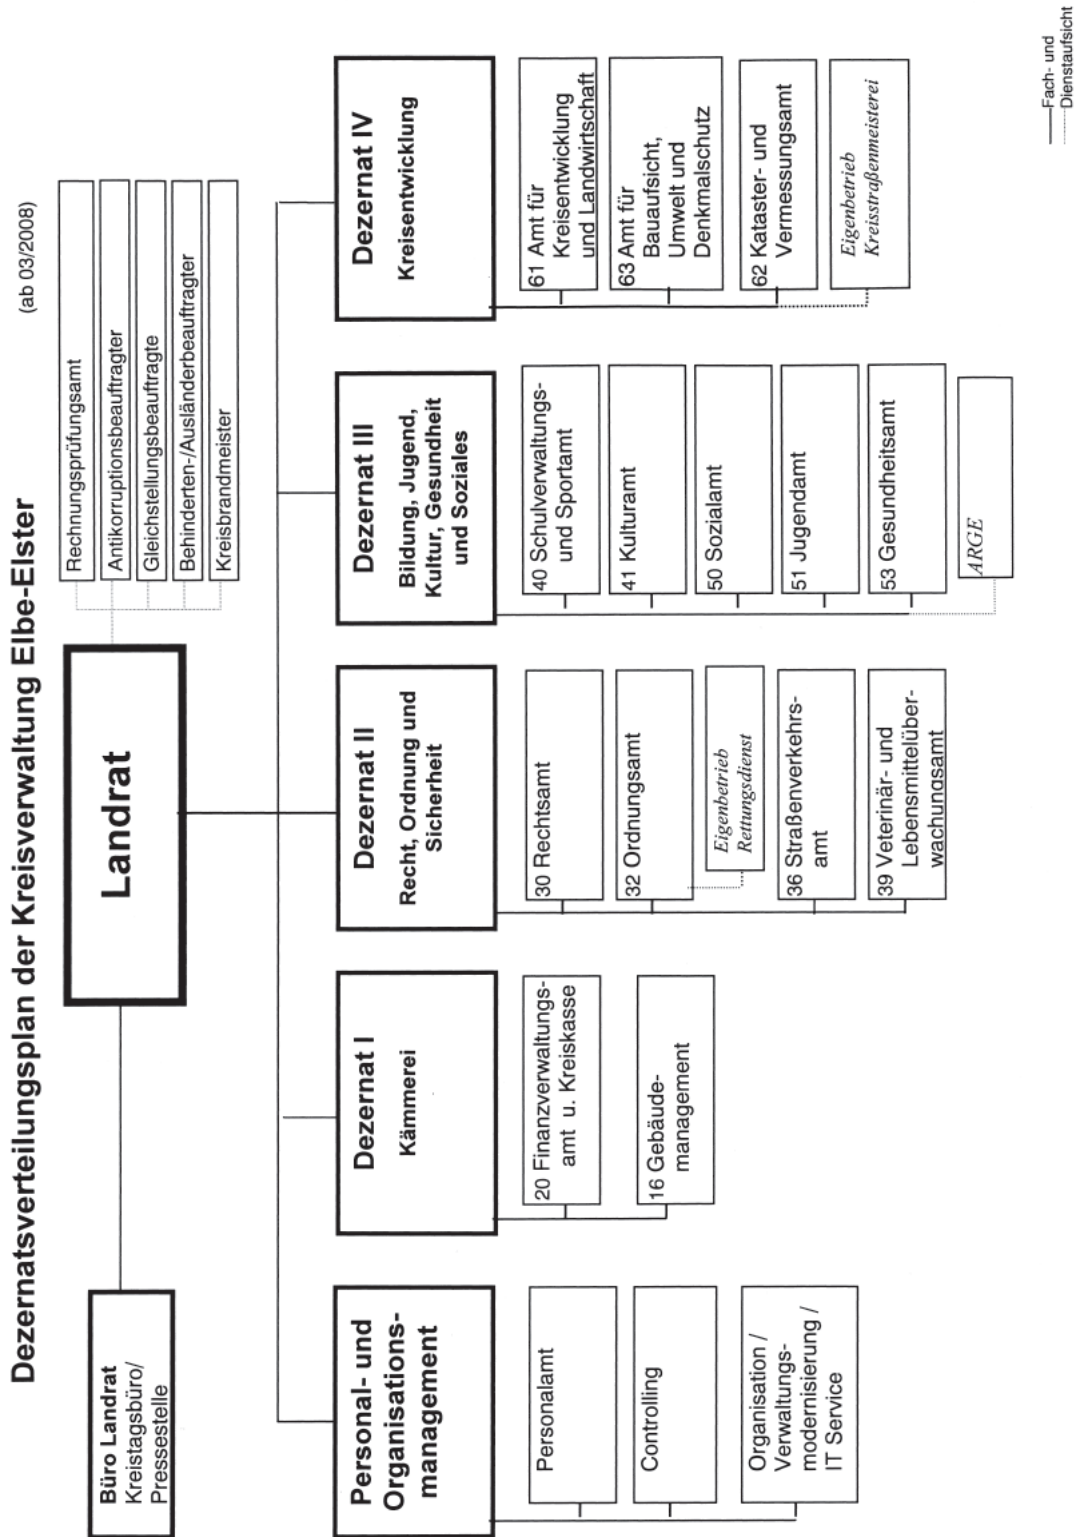 Dezernatsverteilungsplan der Kreisverwaltung Elbe-Elster
(ab 03/2008)
Büro Landrat
Kreistagsbüro/
Pressestelle
Landrat
Rechnungsprüfungsamt
Antikorruptionsbeauftragter
Gleichstellungsbeauftragte
Behinderten-/Ausländerbeauftragter
Kreisbrandmeister
Personal- und
Organisations-
management
Personalamt
Controlling
Organisation /
Verwaltungs-
modernisierung /
IT Service
Dezernat I
Kämmerei
20 Finanzverwaltungs-
amt u. Kreiskasse
16 Gebäude-
management
Dezernat II
Recht, Ordnung und
Sicherheit
30 Rechtsamt
32 Ordnungsamt
Eigenbetrieb
Rettungsdienst
36 Straßenverkehrs-
amt
39 Veterinär- und
Lebensmittelüber-
wachungsamt
Dezernat III
Bildung, Jugend,
Kultur, Gesundheit
und Soziales
40 Schulverwaltungs-
und Sportamt
41 Kulturamt
50 Sozialamt
51 Jugendamt
53 Gesundheitsamt
ARGE
Dezernat IV
Kreisentwicklung
61 Amt für
Kreisentwicklung
und Landwirtschaft
63 Amt für
Bauaufsicht,
Umwelt und
Denkmalschutz
62 Kataster- und
Vermessungsamt
Eigenbetrieb
Kreisstraßenmeisterei
Fach- und
Dienstaufsicht